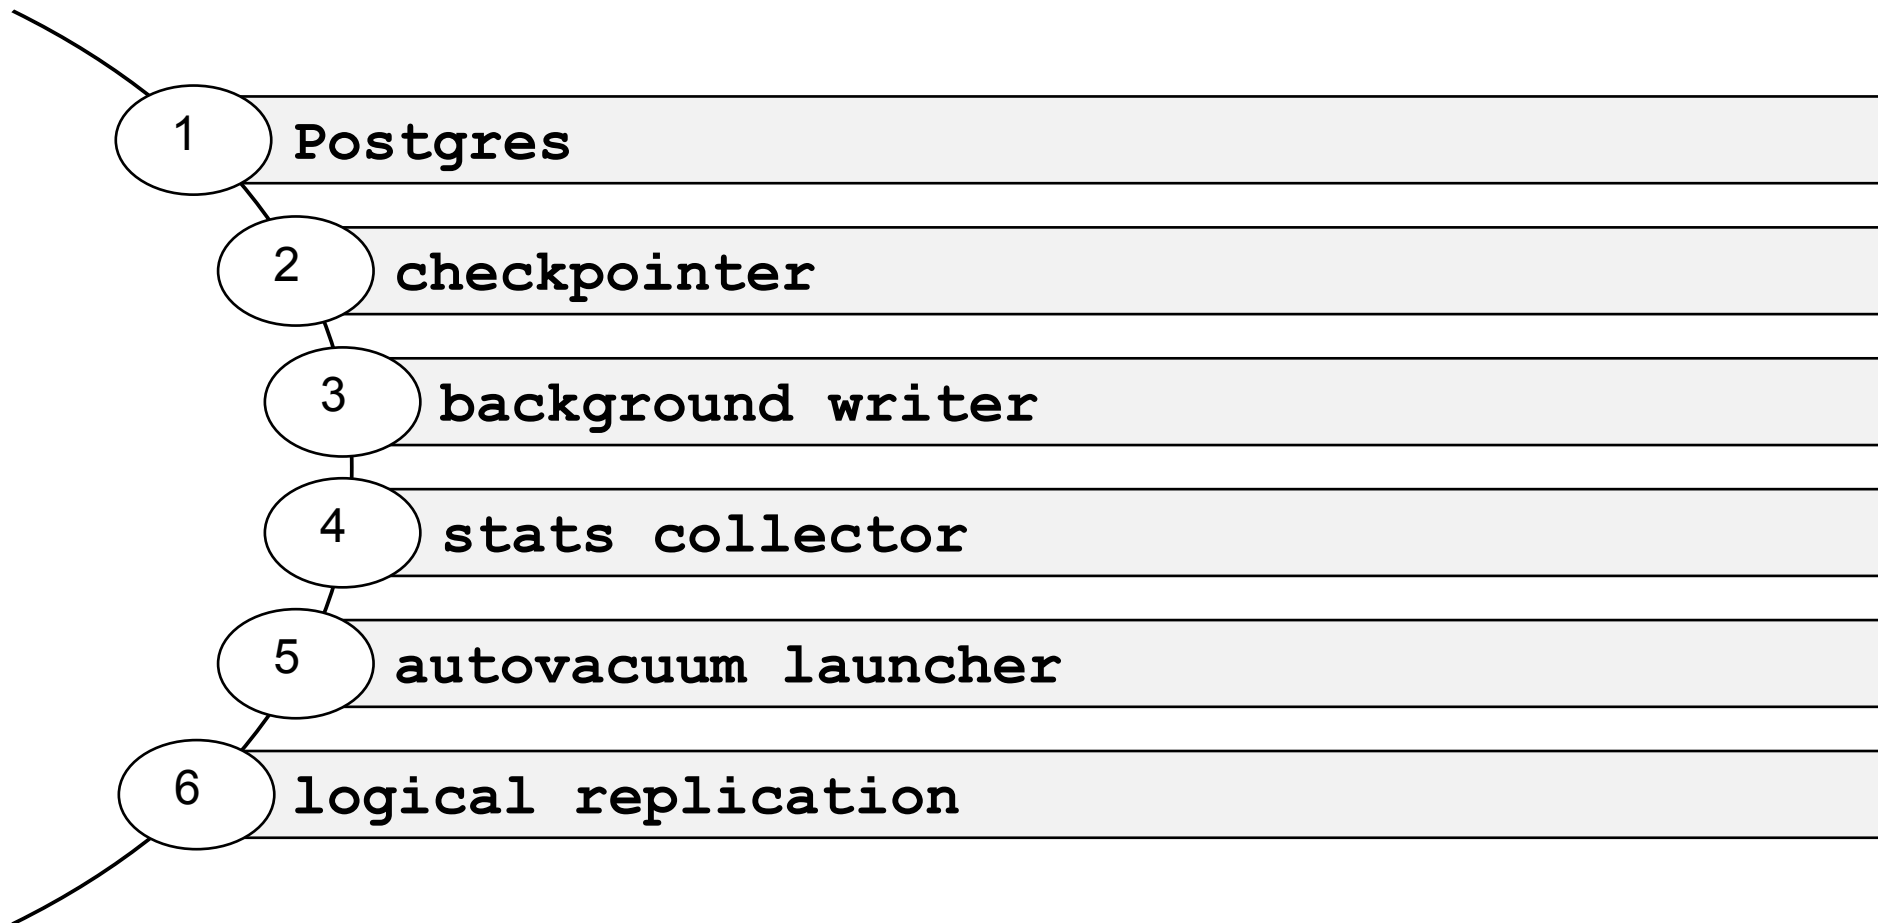 1 Postgres
2 checkpointer
3 background writer
4 stats collector
5 autovacuum launcher
6 logical replication